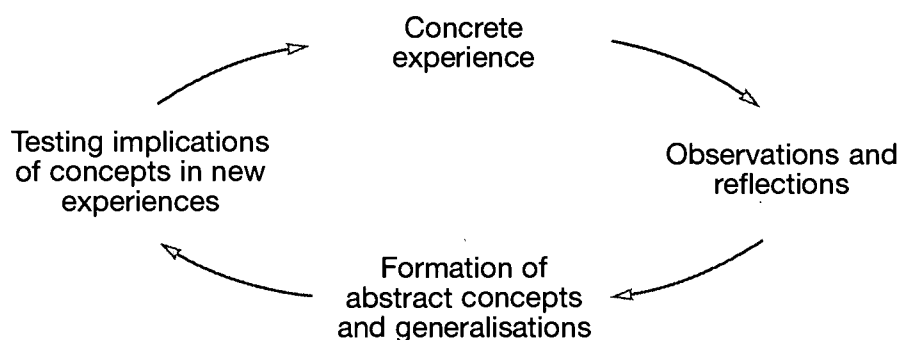 Concrete
experience
Observations and
reflections
Formation of
abstract concepts
and generalisations
Testing implications
of concepts in new
experiences